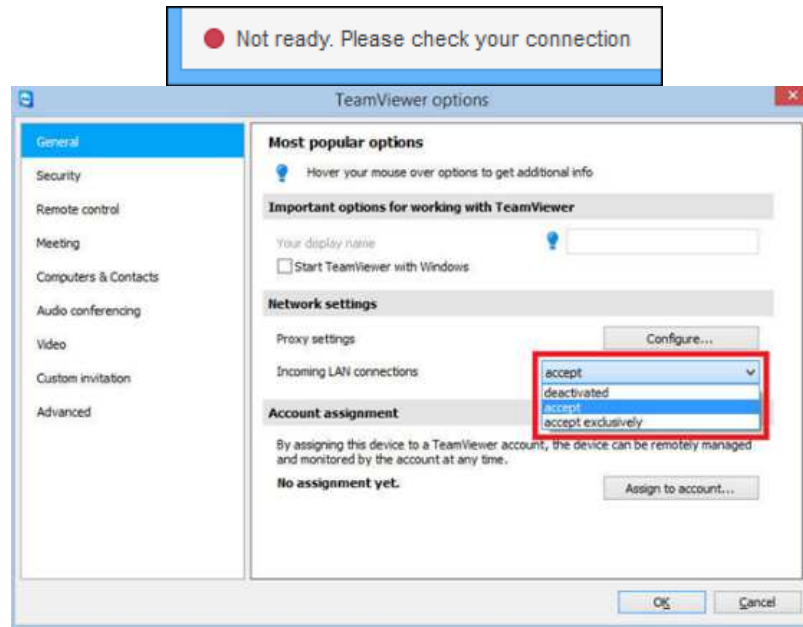 Not ready. Please check your connection
TeamViewer options
General
Security
Remote control
Meeting
Computers & Contacts
Audio conferencing
Video
Custom invitation
Advanced
Most popular options
Hover your mouse over options to get additional info
Important options for working with TeamViewer
Your display name
Start TeamViewer with Windows
Network settings
Proxy settings
Configure...
Incoming LAN connections
accept
deactivated
accept
accept exclusively
Account assignment
By assigning this device to a TeamViewer account, the device can be remotely managed
and monitored by the account at any time.
No assignment yet.
Assign to account...
OK
Cancel